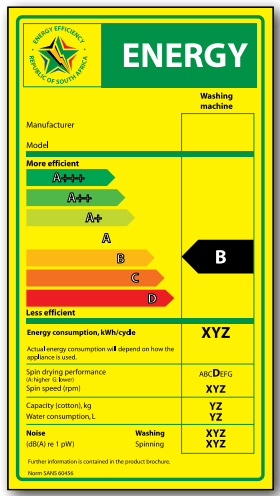 ENERGY EFFICIENCY
REPUBLIC OF SOUTH AFRICA
ENERGY
Washing
machine
Manufacturer
Model
More efficient
A+++
A++
A+
A
B
B
C
D
Less efficient
Energy consumption, kWh/cycle XYZ
Actual energy consumption will depend on how the
appliance is used.
Spin drying performance ABCDEFG
(A: higher G: lower)
Spin speed (rpm) XYZ
Capacity (cotton), kg YZ
Water consumption, L YZ
Noise Washing XYZ
(dB(A) re 1 pW) Spinning XYZ
Further information is contained in the product brochure.
Norm SANS 60456